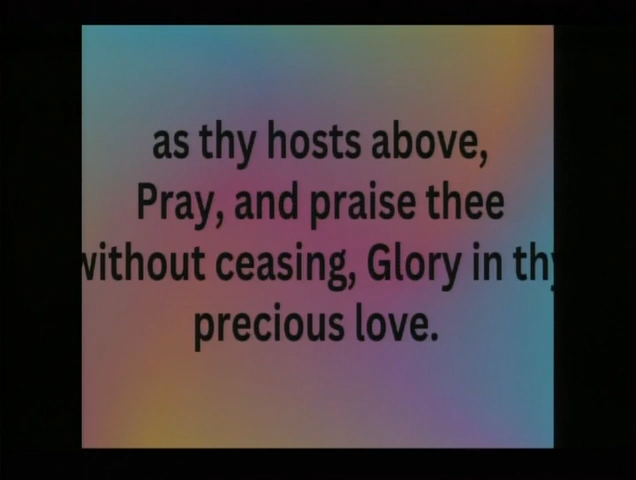 as thy hosts above,
Pray, and praise thee
without ceasing, Glory in thy
precious love.